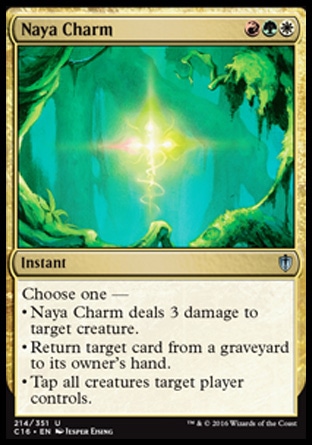 Naya Charm
Instant
Choose one —
• Naya Charm deals 3 damage to
target creature.
• Return target card from a graveyard
to its owner's hand.
• Tap all creatures target player
controls.
214/351 U
C16 • EN Jesper Ejsing
™ & © 2016 Wizards of the Coast